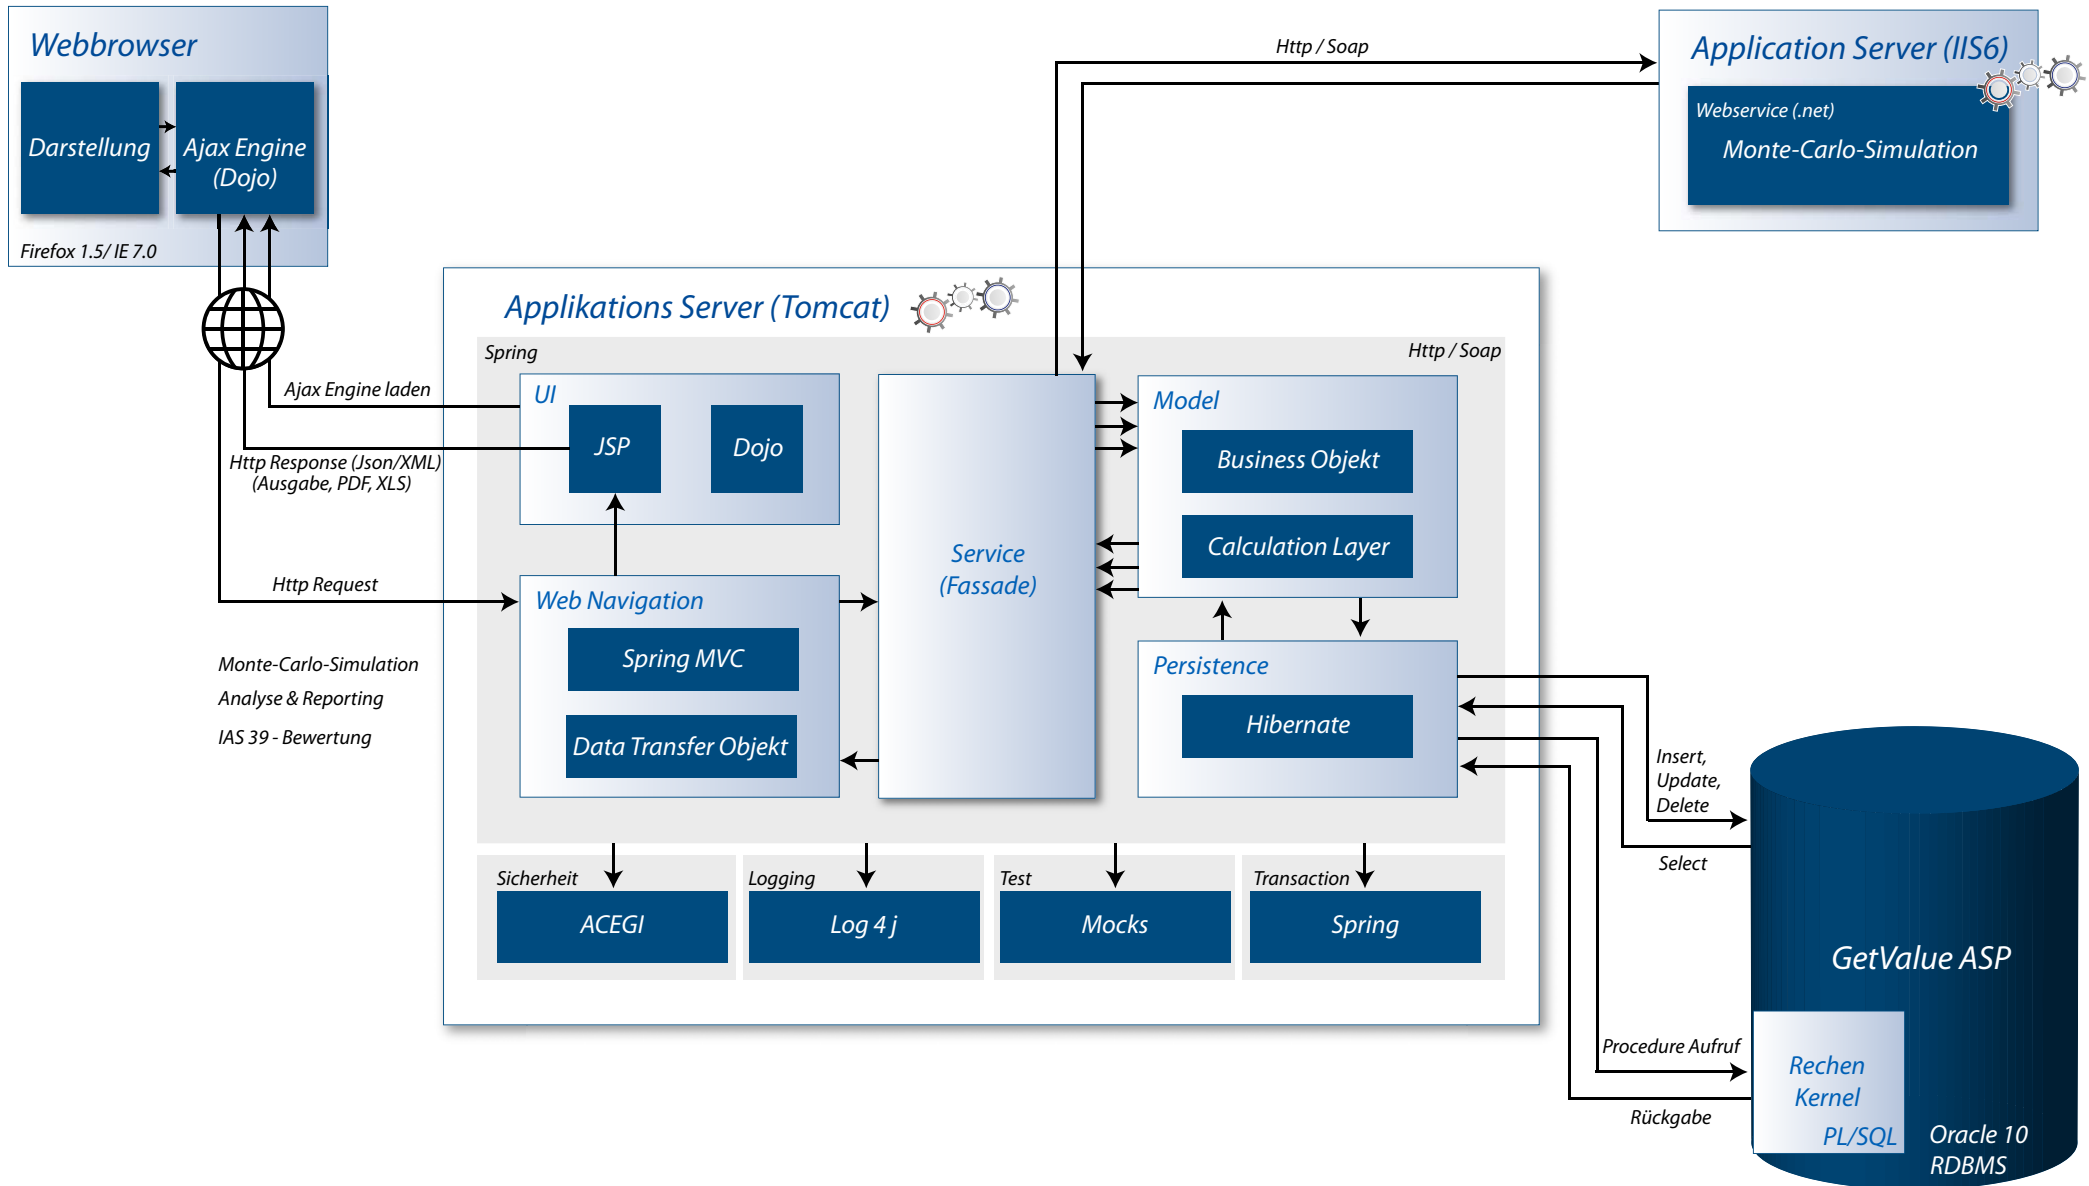 Webbrowser
Darstellung
Ajax Engine
(Dojo)
Firefox 1.5/ IE 7.0
Http / Soap
Application Server (IIS6)
Webservice (.net)
Monte-Carlo-Simulation
Applikations Server (Tomcat)
Spring
Http / Soap
Ajax Engine laden
Http Response (Json/XML)
(Ausgabe, PDF, XLS)
Http Request
Monte-Carlo-Simulation
Analyse & Reporting
IAS 39 - Bewertung
UI
JSP
Dojo
Web Navigation
Spring MVC
Data Transfer Objekt
Service
(Fassade)
Model
Business Objekt
Calculation Layer
Persistence
Hibernate
Sicherheit
ACEGI
Logging
Log 4 j
Test
Mocks
Transaction
Spring
Insert,
Update,
Delete
Select
Procedure Aufruf
Rückgabe
GetValue ASP
Rechen
Kernel
PL/SQL
Oracle 10
RDBMS